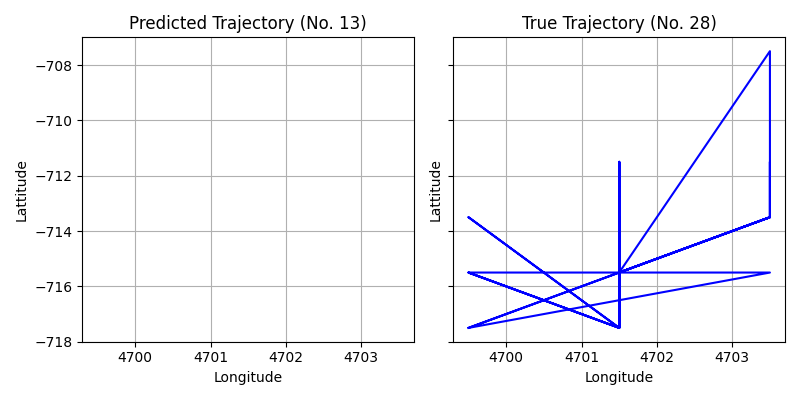 Predicted Trajectory (No. 13)
Lattitude
−708
−710
−712
−714
−716
−718
4700
4701
4702
4703
Longitude
True Trajectory (No. 28)
Lattitude
4700
4701
4702
4703
Longitude